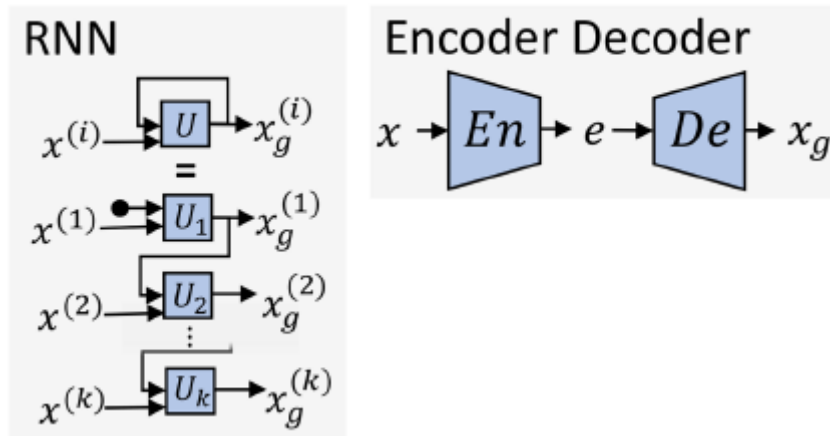 RNN
x^(i) U x_g^(i)
=
x^(1) U_1 x_g^(1)
x^(2) U_2 x_g^(2)
x^(k) U_k x_g^(k)
Encoder Decoder
x En e De x_g